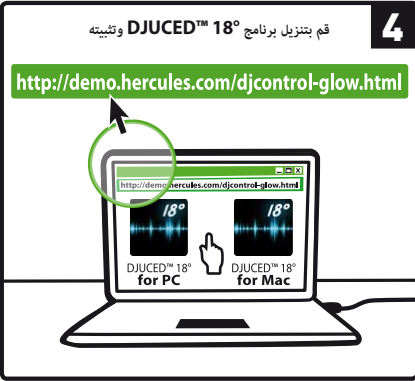 4
قم بتنزيل برنامج DJUCED™ 18° وتثبيته
http://demo.hercules.com/djcontrol-glow.html
http://demo.hercules.com/djcontrol-glow.html
18°
18°
DJUCED™ 18°
for PC
DJUCED™ 18°
for Mac